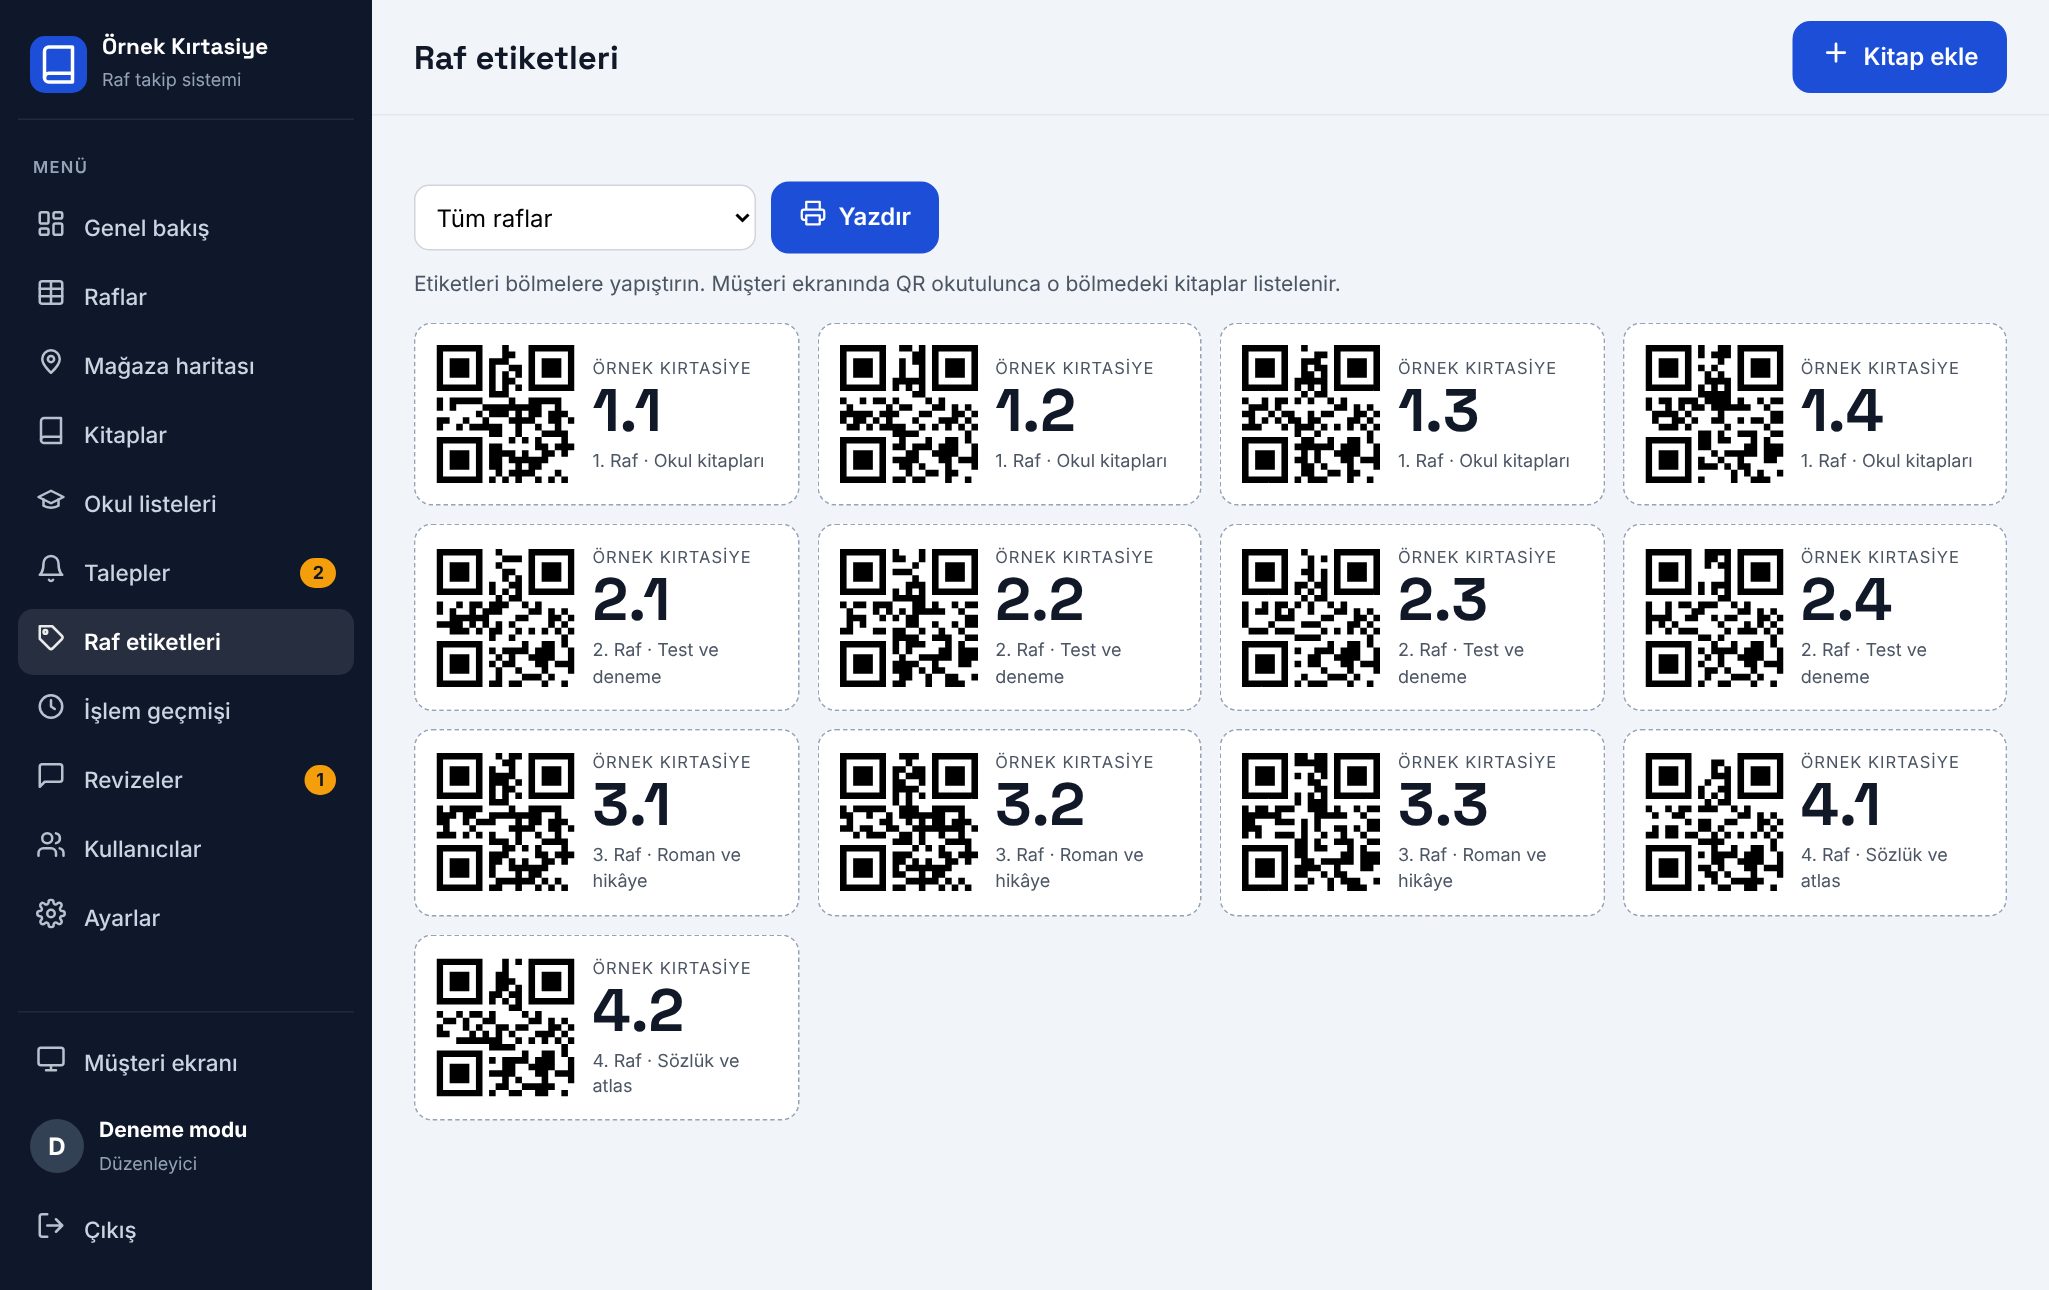 Örnek Kırtasiye
Raf takip sistemi
MENÜ
Genel bakış
Raflar
Mağaza haritası
Kitaplar
Okul listeleri
Talepler
2
Raf etiketleri
İşlem geçmişi
Revizeler
1
Kullanıcılar
Ayarlar
Müşteri ekranı
D
Deneme modu
Düzenleyici
Çıkış
Raf etiketleri
Kitap ekle
Tüm raflar
Yazdır
Etiketleri bölmelere yapıştırın. Müşteri ekranında QR okutulunca o bölmedeki kitaplar listelenir.
ÖRNEK KIRTASİYE
1.1
1. Raf · Okul kitapları
ÖRNEK KIRTASİYE
1.2
1. Raf · Okul kitapları
ÖRNEK KIRTASİYE
1.3
1. Raf · Okul kitapları
ÖRNEK KIRTASİYE
1.4
1. Raf · Okul kitapları
ÖRNEK KIRTASİYE
2.1
2. Raf · Test ve
deneme
ÖRNEK KIRTASİYE
2.2
2. Raf · Test ve
deneme
ÖRNEK KIRTASİYE
2.3
2. Raf · Test ve
deneme
ÖRNEK KIRTASİYE
2.4
2. Raf · Test ve
deneme
ÖRNEK KIRTASİYE
3.1
3. Raf · Roman ve
hikâye
ÖRNEK KIRTASİYE
3.2
3. Raf · Roman ve
hikâye
ÖRNEK KIRTASİYE
3.3
3. Raf · Roman ve
hikâye
ÖRNEK KIRTASİYE
4.1
4. Raf · Sözlük ve
atlas
ÖRNEK KIRTASİYE
4.2
4. Raf · Sözlük ve
atlas